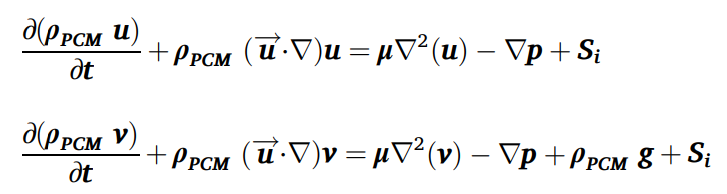 ∂(ρ_PCM u)/∂t + ρ_PCM (u⃗·∇)u = μ∇²(u) − ∇p + S_i
∂(ρ_PCM v)/∂t + ρ_PCM (u⃗·∇)v = μ∇²(v) − ∇p + ρ_PCM g + S_i